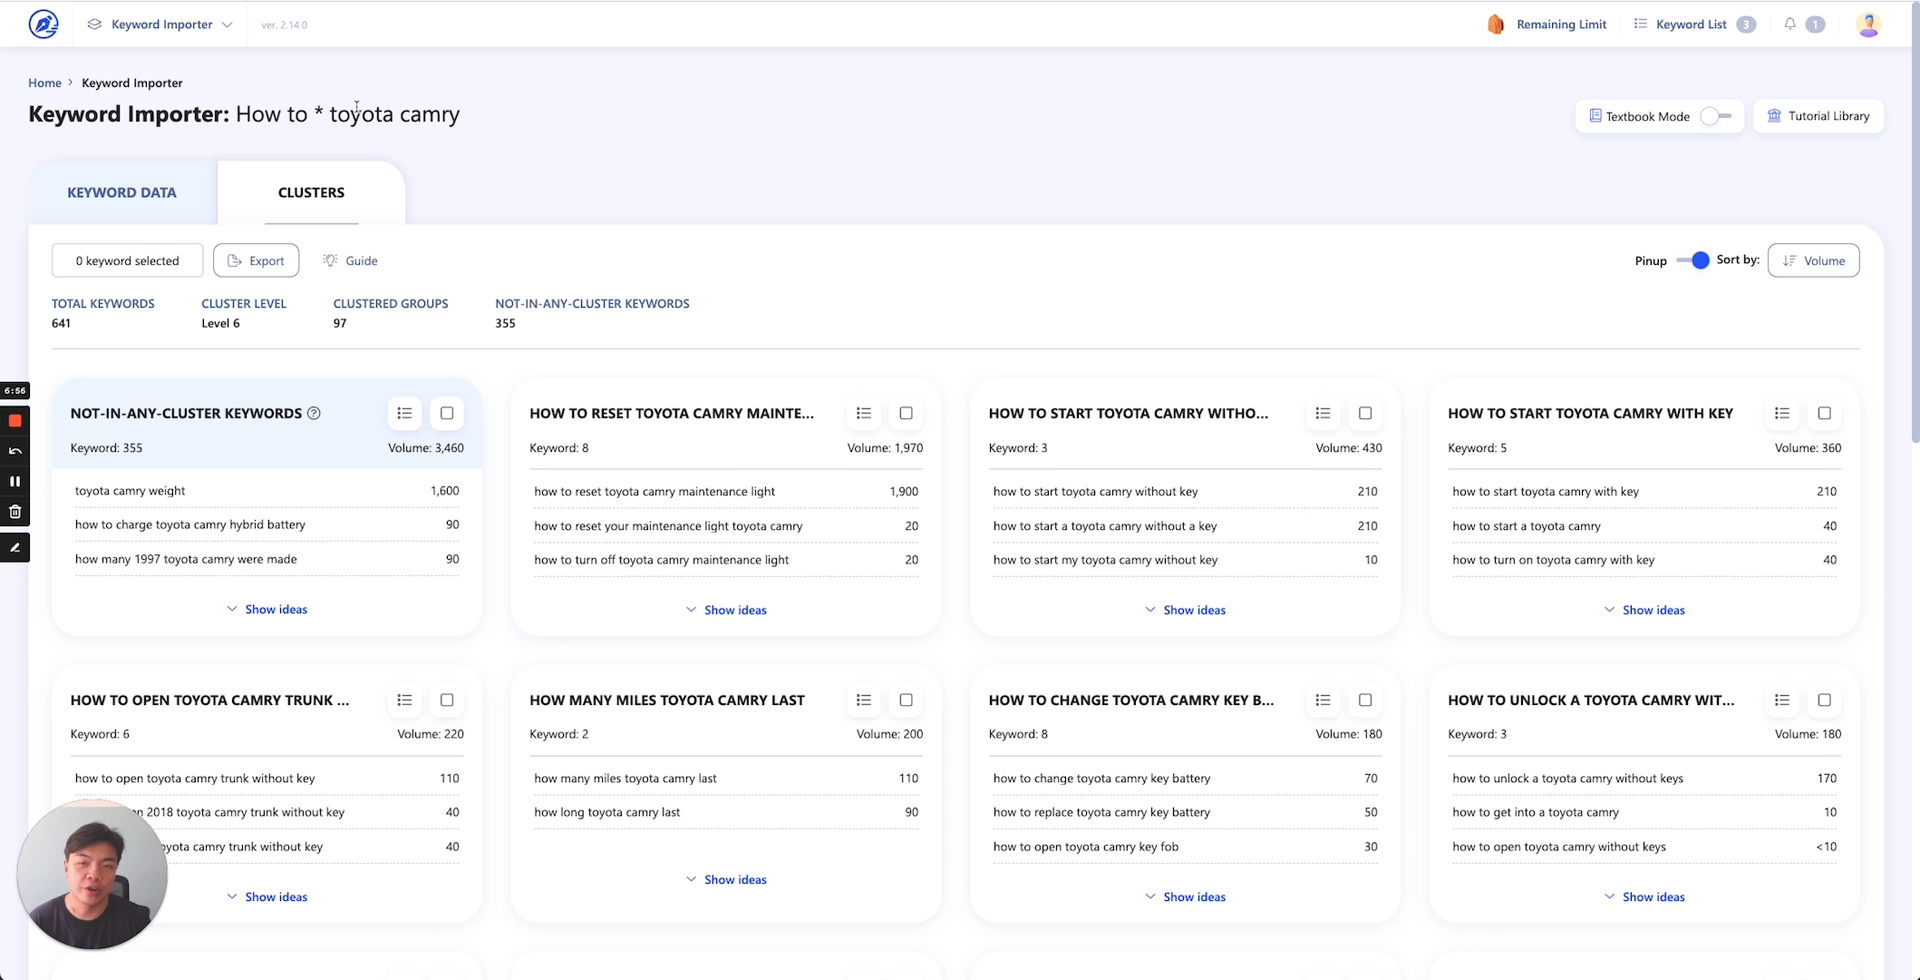 Keyword Importer
ver. 2.14.0
Remaining Limit
Keyword List 3
1
Home > Keyword Importer
Keyword Importer: How to * toyota camry
Textbook Mode
Tutorial Library
KEYWORD DATA
CLUSTERS
0 keyword selected
Export
Guide
Pinup
Sort by:
Volume
TOTAL KEYWORDS
641
CLUSTER LEVEL
Level 6
CLUSTERED GROUPS
97
NOT-IN-ANY-CLUSTER KEYWORDS
355
6:56
NOT-IN-ANY-CLUSTER KEYWORDS ?
Keyword: 355 Volume: 3,460
toyota camry weight 1,600
how to charge toyota camry hybrid battery 90
how many 1997 toyota camry were made 90
Show ideas
HOW TO RESET TOYOTA CAMRY MAINTE...
Keyword: 8 Volume: 1,970
how to reset toyota camry maintenance light 1,900
how to reset your maintenance light toyota camry 20
how to turn off toyota camry maintenance light 20
Show ideas
HOW TO START TOYOTA CAMRY WITHO...
Keyword: 3 Volume: 430
how to start toyota camry without key 210
how to start a toyota camry without a key 210
how to start my toyota camry without key 10
Show ideas
HOW TO START TOYOTA CAMRY WITH KEY
Keyword: 5 Volume: 360
how to start toyota camry with key 210
how to start a toyota camry 40
how to turn on toyota camry with key 40
Show ideas
HOW TO OPEN TOYOTA CAMRY TRUNK ...
Keyword: 6 Volume: 220
how to open toyota camry trunk without key 110
2018 toyota camry trunk without key 40
camry trunk without key 40
Show ideas
HOW MANY MILES TOYOTA CAMRY LAST
Keyword: 2 Volume: 200
how many miles toyota camry last 110
how long toyota camry last 90
Show ideas
HOW TO CHANGE TOYOTA CAMRY KEY B...
Keyword: 8 Volume: 180
how to change toyota camry key battery 70
how to replace toyota camry key battery 50
how to open toyota camry key fob 30
Show ideas
HOW TO UNLOCK A TOYOTA CAMRY WIT...
Keyword: 3 Volume: 180
how to unlock a toyota camry without keys 170
how to get into a toyota camry 10
how to open toyota camry without keys <10
Show ideas